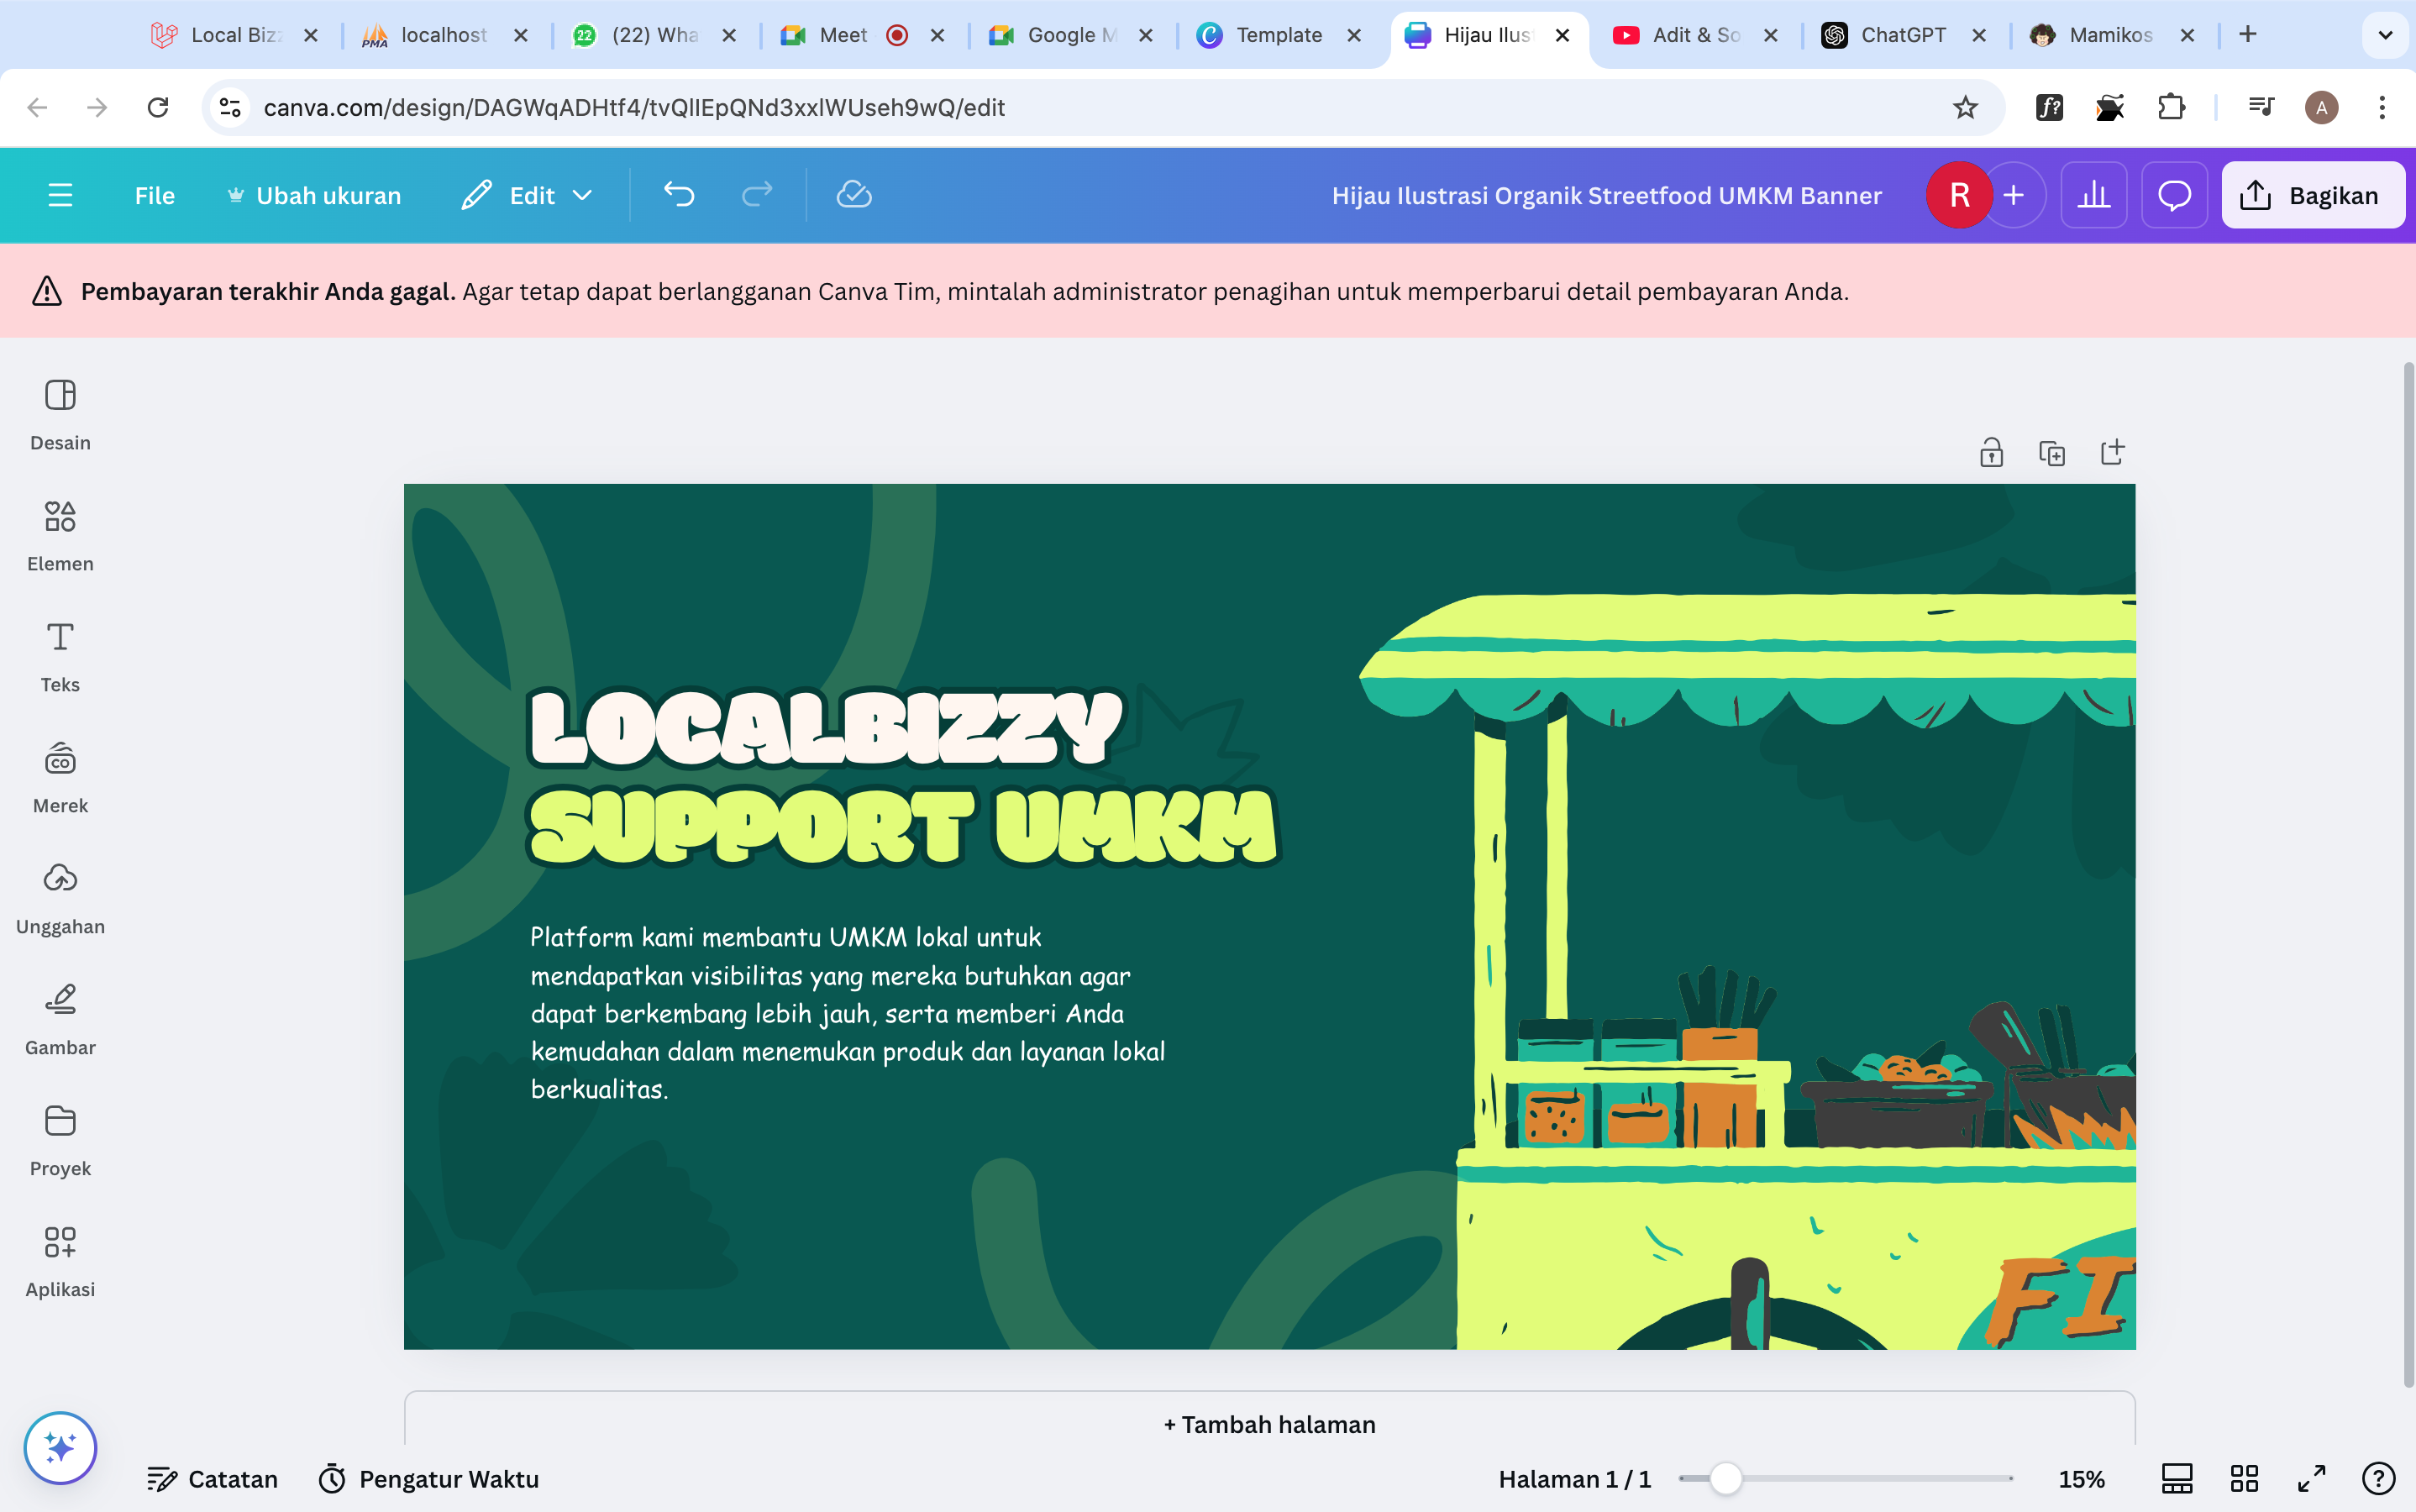 Local Biz
localhost
(22) Wha
Meet
Google M
Template
Hijau Ilus
Adit & So
ChatGPT
Mamikos
canva.com/design/DAGWqADHtf4/tvQlIEpQNd3xxlWUseh9wQ/edit
A
File
Ubah ukuran
Edit
Hijau Ilustrasi Organik Streetfood UMKM Banner
R
Bagikan
Pembayaran terakhir Anda gagal. Agar tetap dapat berlangganan Canva Tim, mintalah administrator penagihan untuk memperbarui detail pembayaran Anda.
Desain
Elemen
Teks
Merek
Unggahan
Gambar
Proyek
Aplikasi
LOCALBIZZY
SUPPORT UMKM
Platform kami membantu UMKM lokal untuk
mendapatkan visibilitas yang mereka butuhkan agar
dapat berkembang lebih jauh, serta memberi Anda
kemudahan dalam menemukan produk dan layanan lokal
berkualitas.
FI
+ Tambah halaman
Catatan
Pengatur Waktu
Halaman 1 / 1
15%